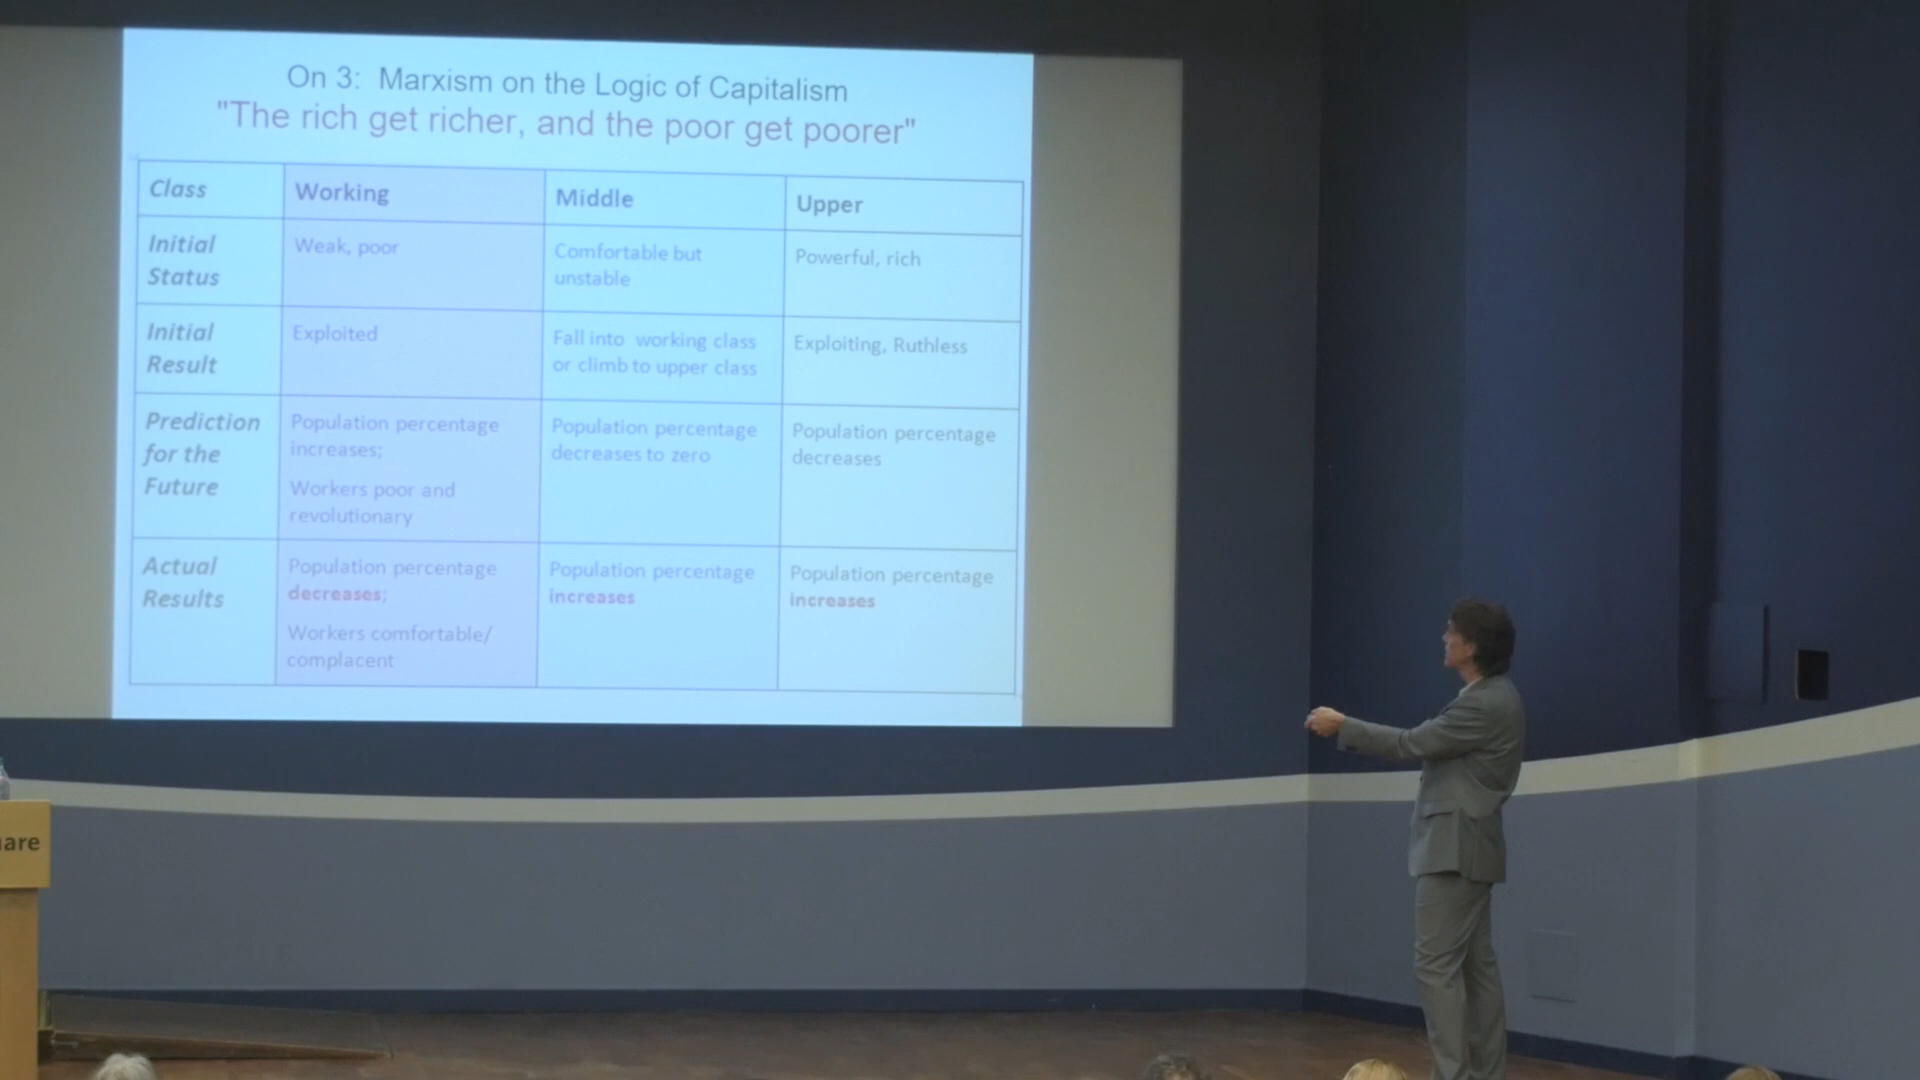 On 3: Marxism on the Logic of Capitalism
"The rich get richer, and the poor get poorer"
Class
Working
Middle
Upper
Initial
Status
Weak, poor
Comfortable but
unstable
Powerful, rich
Initial
Result
Exploited
Fall into working class
or climb to upper class
Exploiting, Ruthless
Prediction
for the
Future
Population percentage
increases;
Workers poor and
revolutionary
Population percentage
decreases to zero
Population percentage
decreases
Actual
Results
Population percentage
decreases;
Workers comfortable/
complacent
Population percentage
increases
Population percentage
increases